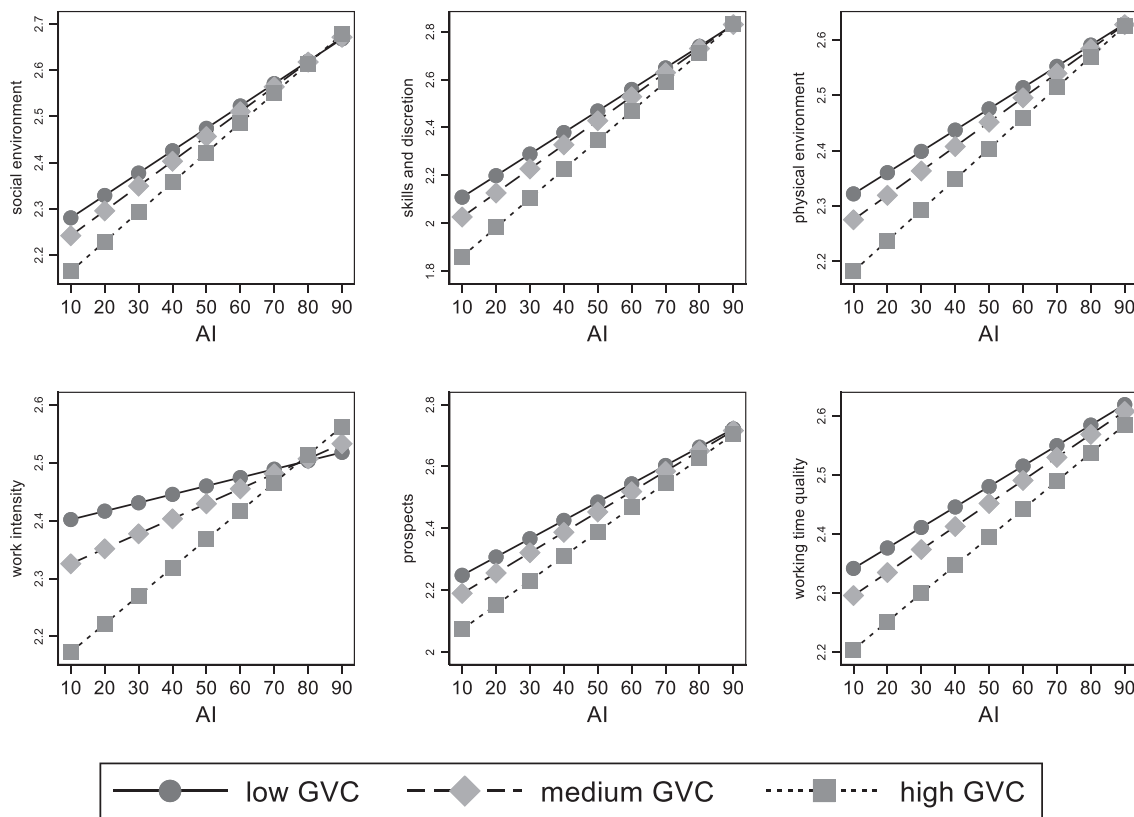 social environment
2.7
2.6
2.5
2.4
2.3
2.2
10 20 30 40 50 60 70 80 90
AI
skills and discretion
2.8
2.6
2.4
2.2
2
1.8
10 20 30 40 50 60 70 80 90
AI
physical environment
2.6
2.5
2.4
2.3
2.2
10 20 30 40 50 60 70 80 90
AI
work intensity
2.6
2.5
2.4
2.3
2.2
10 20 30 40 50 60 70 80 90
AI
prospects
2.8
2.6
2.4
2.2
2
10 20 30 40 50 60 70 80 90
AI
working time quality
2.6
2.5
2.4
2.3
2.2
10 20 30 40 50 60 70 80 90
AI
low GVC medium GVC high GVC